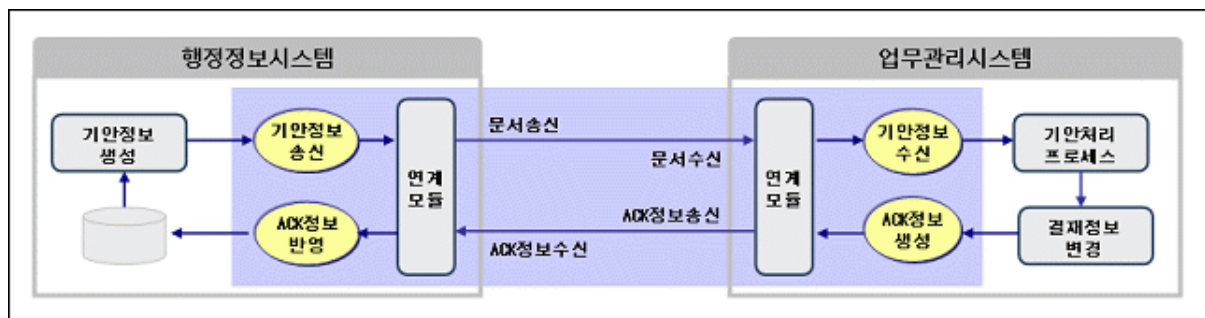 행정정보시스템
업무관리시스템
기안정보
생성
기안정보
송신
연계
모듈
문서송신
문서수신
연계
모듈
기안정보
수신
기안처리
프로세스
ACK정보
반영
ACK정보송신
ACK정보수신
ACK정보
생성
결재정보
변경